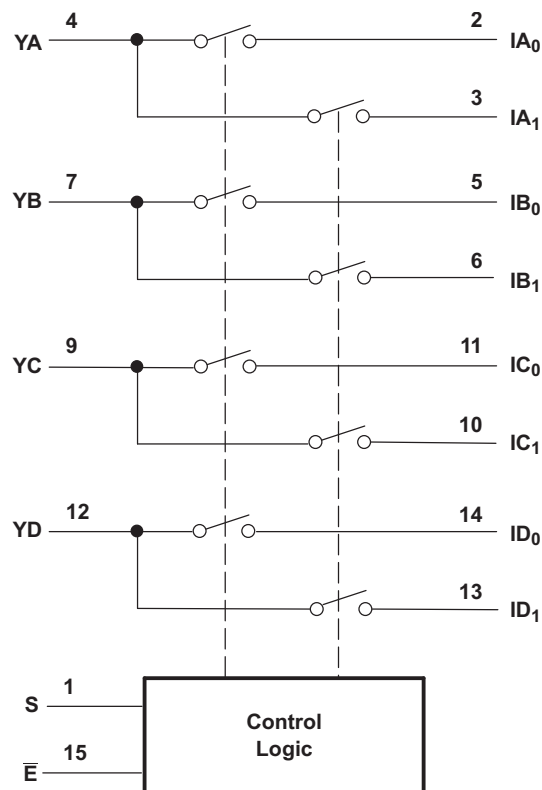 YA 4 2 IA₀
3 IA₁
YB 7 5 IB₀
6 IB₁
YC 9 11 IC₀
10 IC₁
YD 12 14 ID₀
13 ID₁
S 1
Control
Logic
E̅ 15